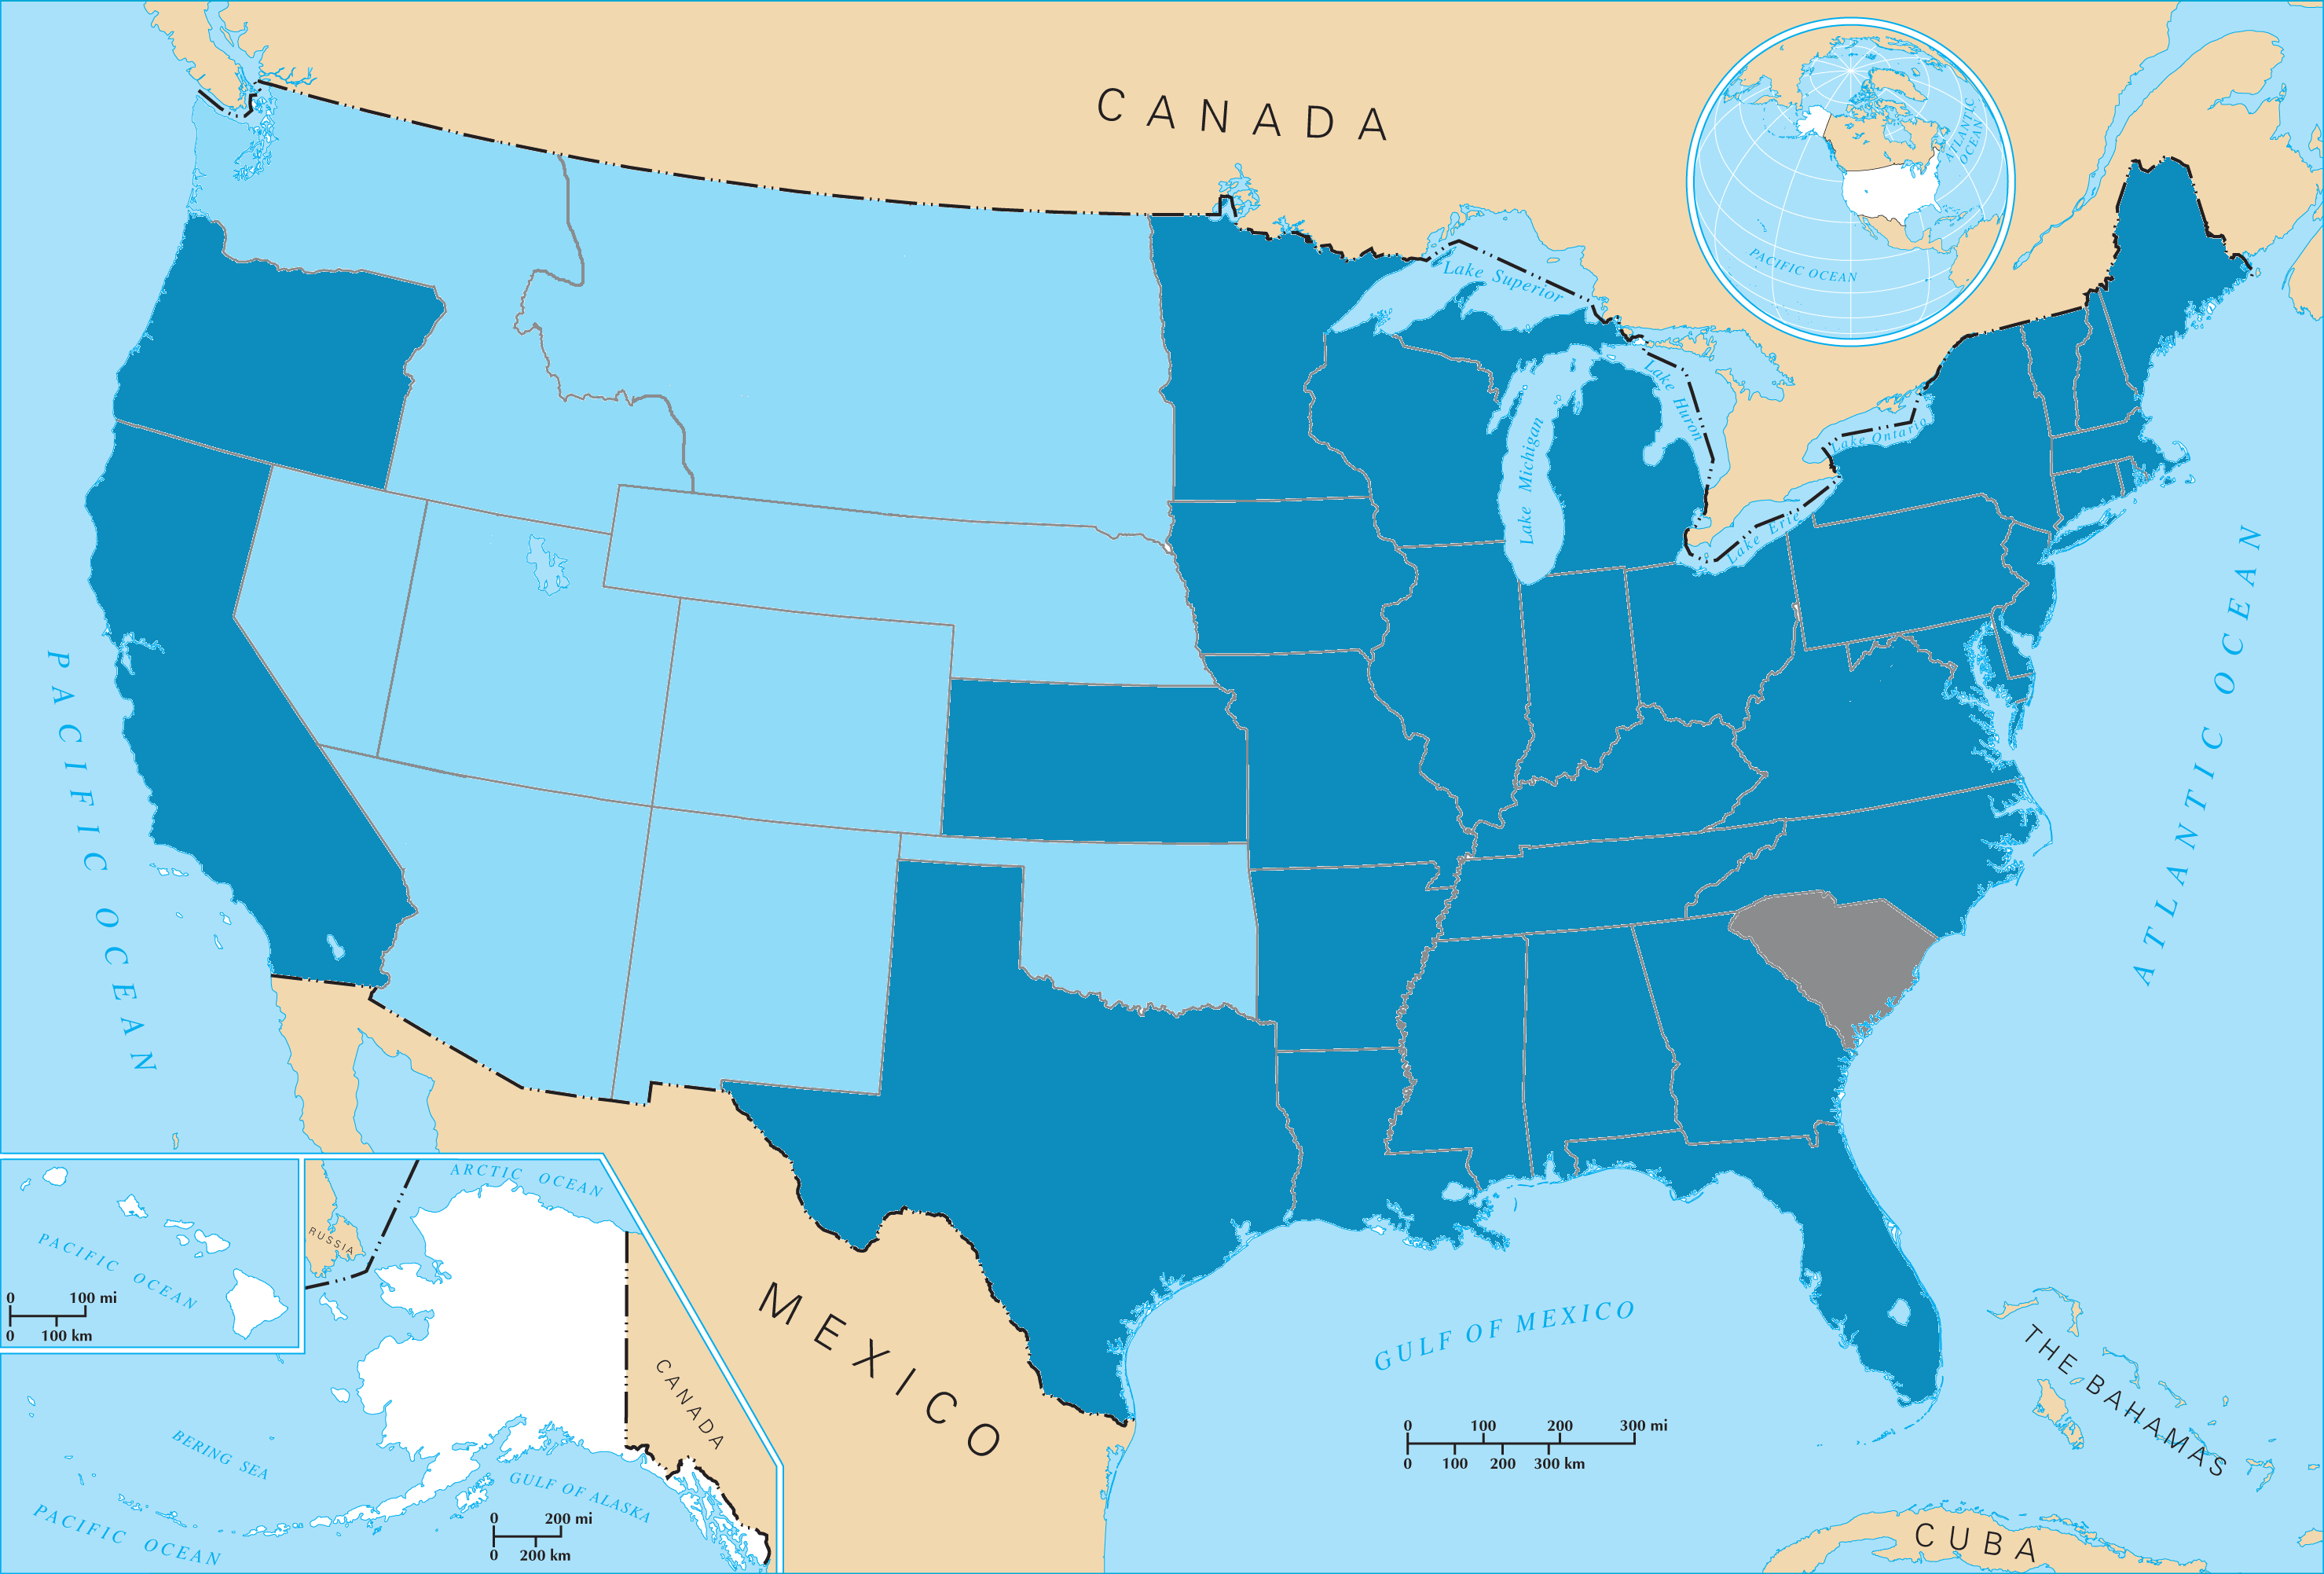 CANADA
ATLANTIC
OCEAN
PACIFIC OCEAN
Lake Superior
Lake Huron
Lake Michigan
Lake Ontario
Lake Erie
PACIFIC OCEAN
ATLANTIC OCEAN
ARCTIC OCEAN
RUSSIA
PACIFIC OCEAN
0 100 mi
0 100 km
MEXICO
GULF OF MEXICO
THE BAHAMAS
CANADA
BERING SEA
GULF OF ALASKA
0 100 200 300 mi
0 100 200 300 km
PACIFIC OCEAN
0 200 mi
0 200 km
CUBA